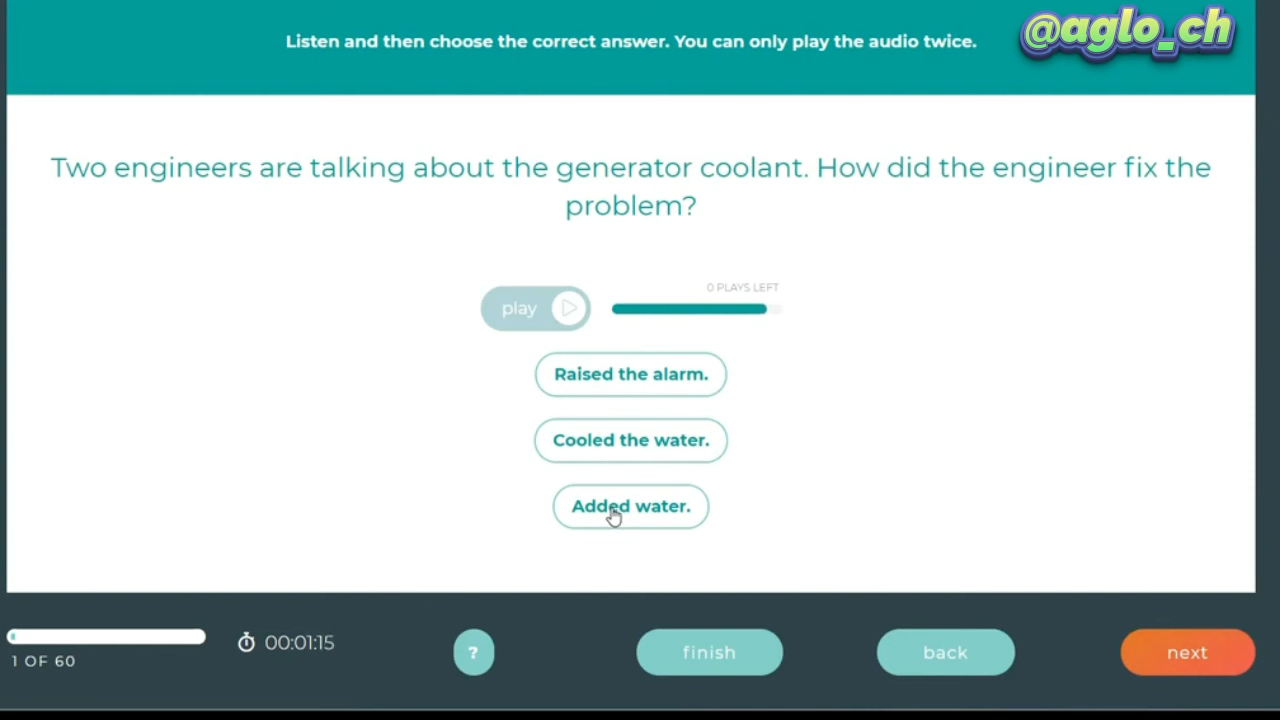 @aglo_ch
Listen and then choose the correct answer. You can only play the audio twice.
Two engineers are talking about the generator coolant. How did the engineer fix the
problem?
0 PLAYS LEFT
play
Raised the alarm.
Cooled the water.
Added water.
1 OF 60
00:01:15
?
finish
back
next